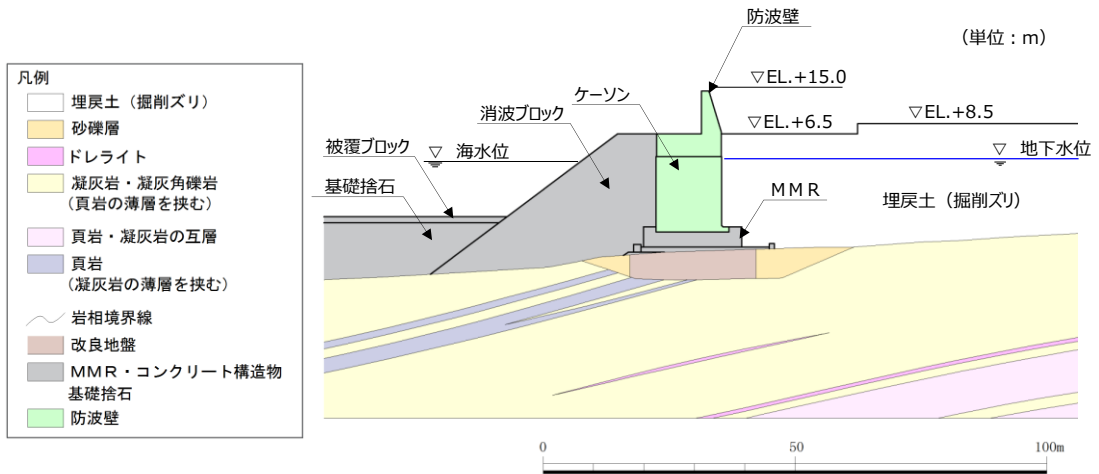 防波壁
（単位：m）
▽EL.+15.0
ケーソン
消波ブロック
▽EL.+6.5
▽EL.+8.5
被覆ブロック
▽ 海水位
▽ 地下水位
基礎捨石
ＭＭＲ
埋戻土（掘削ズリ）
凡例
埋戻土（掘削ズリ）
砂礫層
ドレライト
凝灰岩・凝灰角礫岩
（頁岩の薄層を挟む）
頁岩・凝灰岩の互層
頁岩
（凝灰岩の薄層を挟む）
岩相境界線
改良地盤
ＭＭＲ・コンクリート構造物
基礎捨石
防波壁
0 50 100m